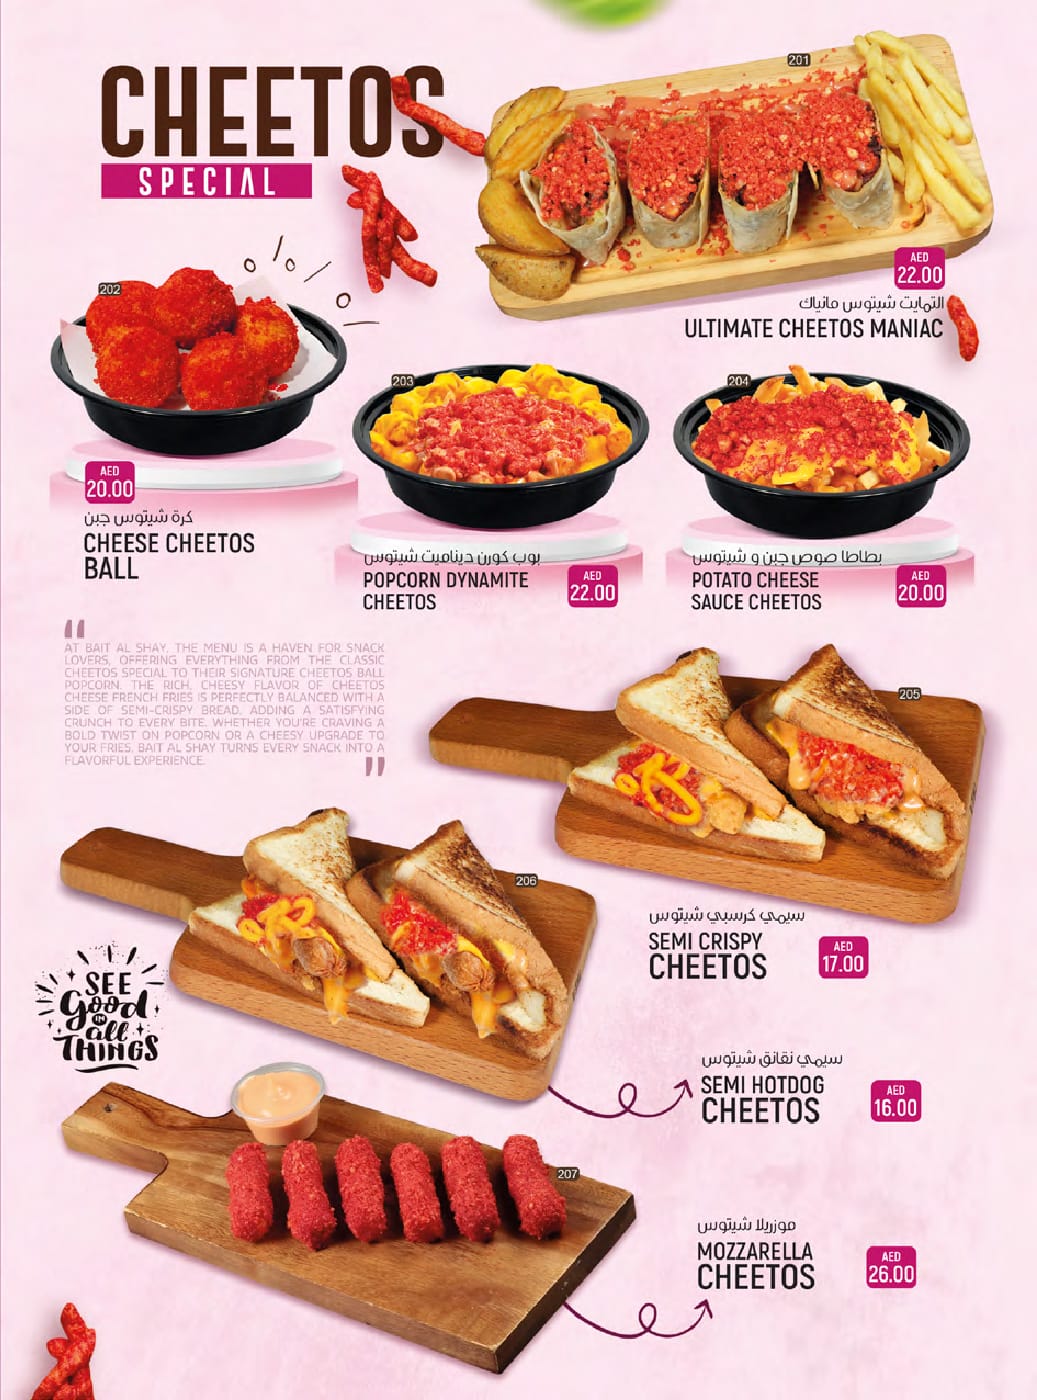 CHEETOS
SPECIAL
201
AED
22.00
التمايت شيتوس مانياك
ULTIMATE CHEETOS MANIAC
202
AED
20.00
كرة شيتوس جبن
CHEESE CHEETOS
BALL
203
بوب كورن ديناميت شيتوس
POPCORN DYNAMITE
CHEETOS
AED
22.00
204
بطاطا صوص جبن و شيتوس
POTATO CHEESE
SAUCE CHEETOS
AED
20.00
"
AT BAIT AL SHAY, THE MENU IS A HAVEN FOR SNACK
LOVERS, OFFERING EVERYTHING FROM THE CLASSIC
CHEETOS SPECIAL TO THEIR SIGNATURE CHEETOS BALL
POPCORN. THE RICH, CHEESY FLAVOR OF CHEETOS
CHEESE FRENCH FRIES IS PERFECTLY BALANCED WITH A
SIDE OF SEMI-CRISPY BREAD, ADDING A SATISFYING
CRUNCH TO EVERY BITE. WHETHER YOU'RE CRAVING A
BOLD TWIST ON POPCORN OR A CHEESY UPGRADE TO
YOUR FRIES, BAIT AL SHAY TURNS EVERY SNACK INTO A
FLAVORFUL EXPERIENCE.
"
205
سيمي كرسبي شيتوس
SEMI CRISPY
CHEETOS
AED
17.00
206
SEE
Good
IN
all
THINGS
سيمي نقانق شيتوس
SEMI HOTDOG
CHEETOS
AED
16.00
207
موزريلا شيتوس
MOZZARELLA
CHEETOS
AED
26.00